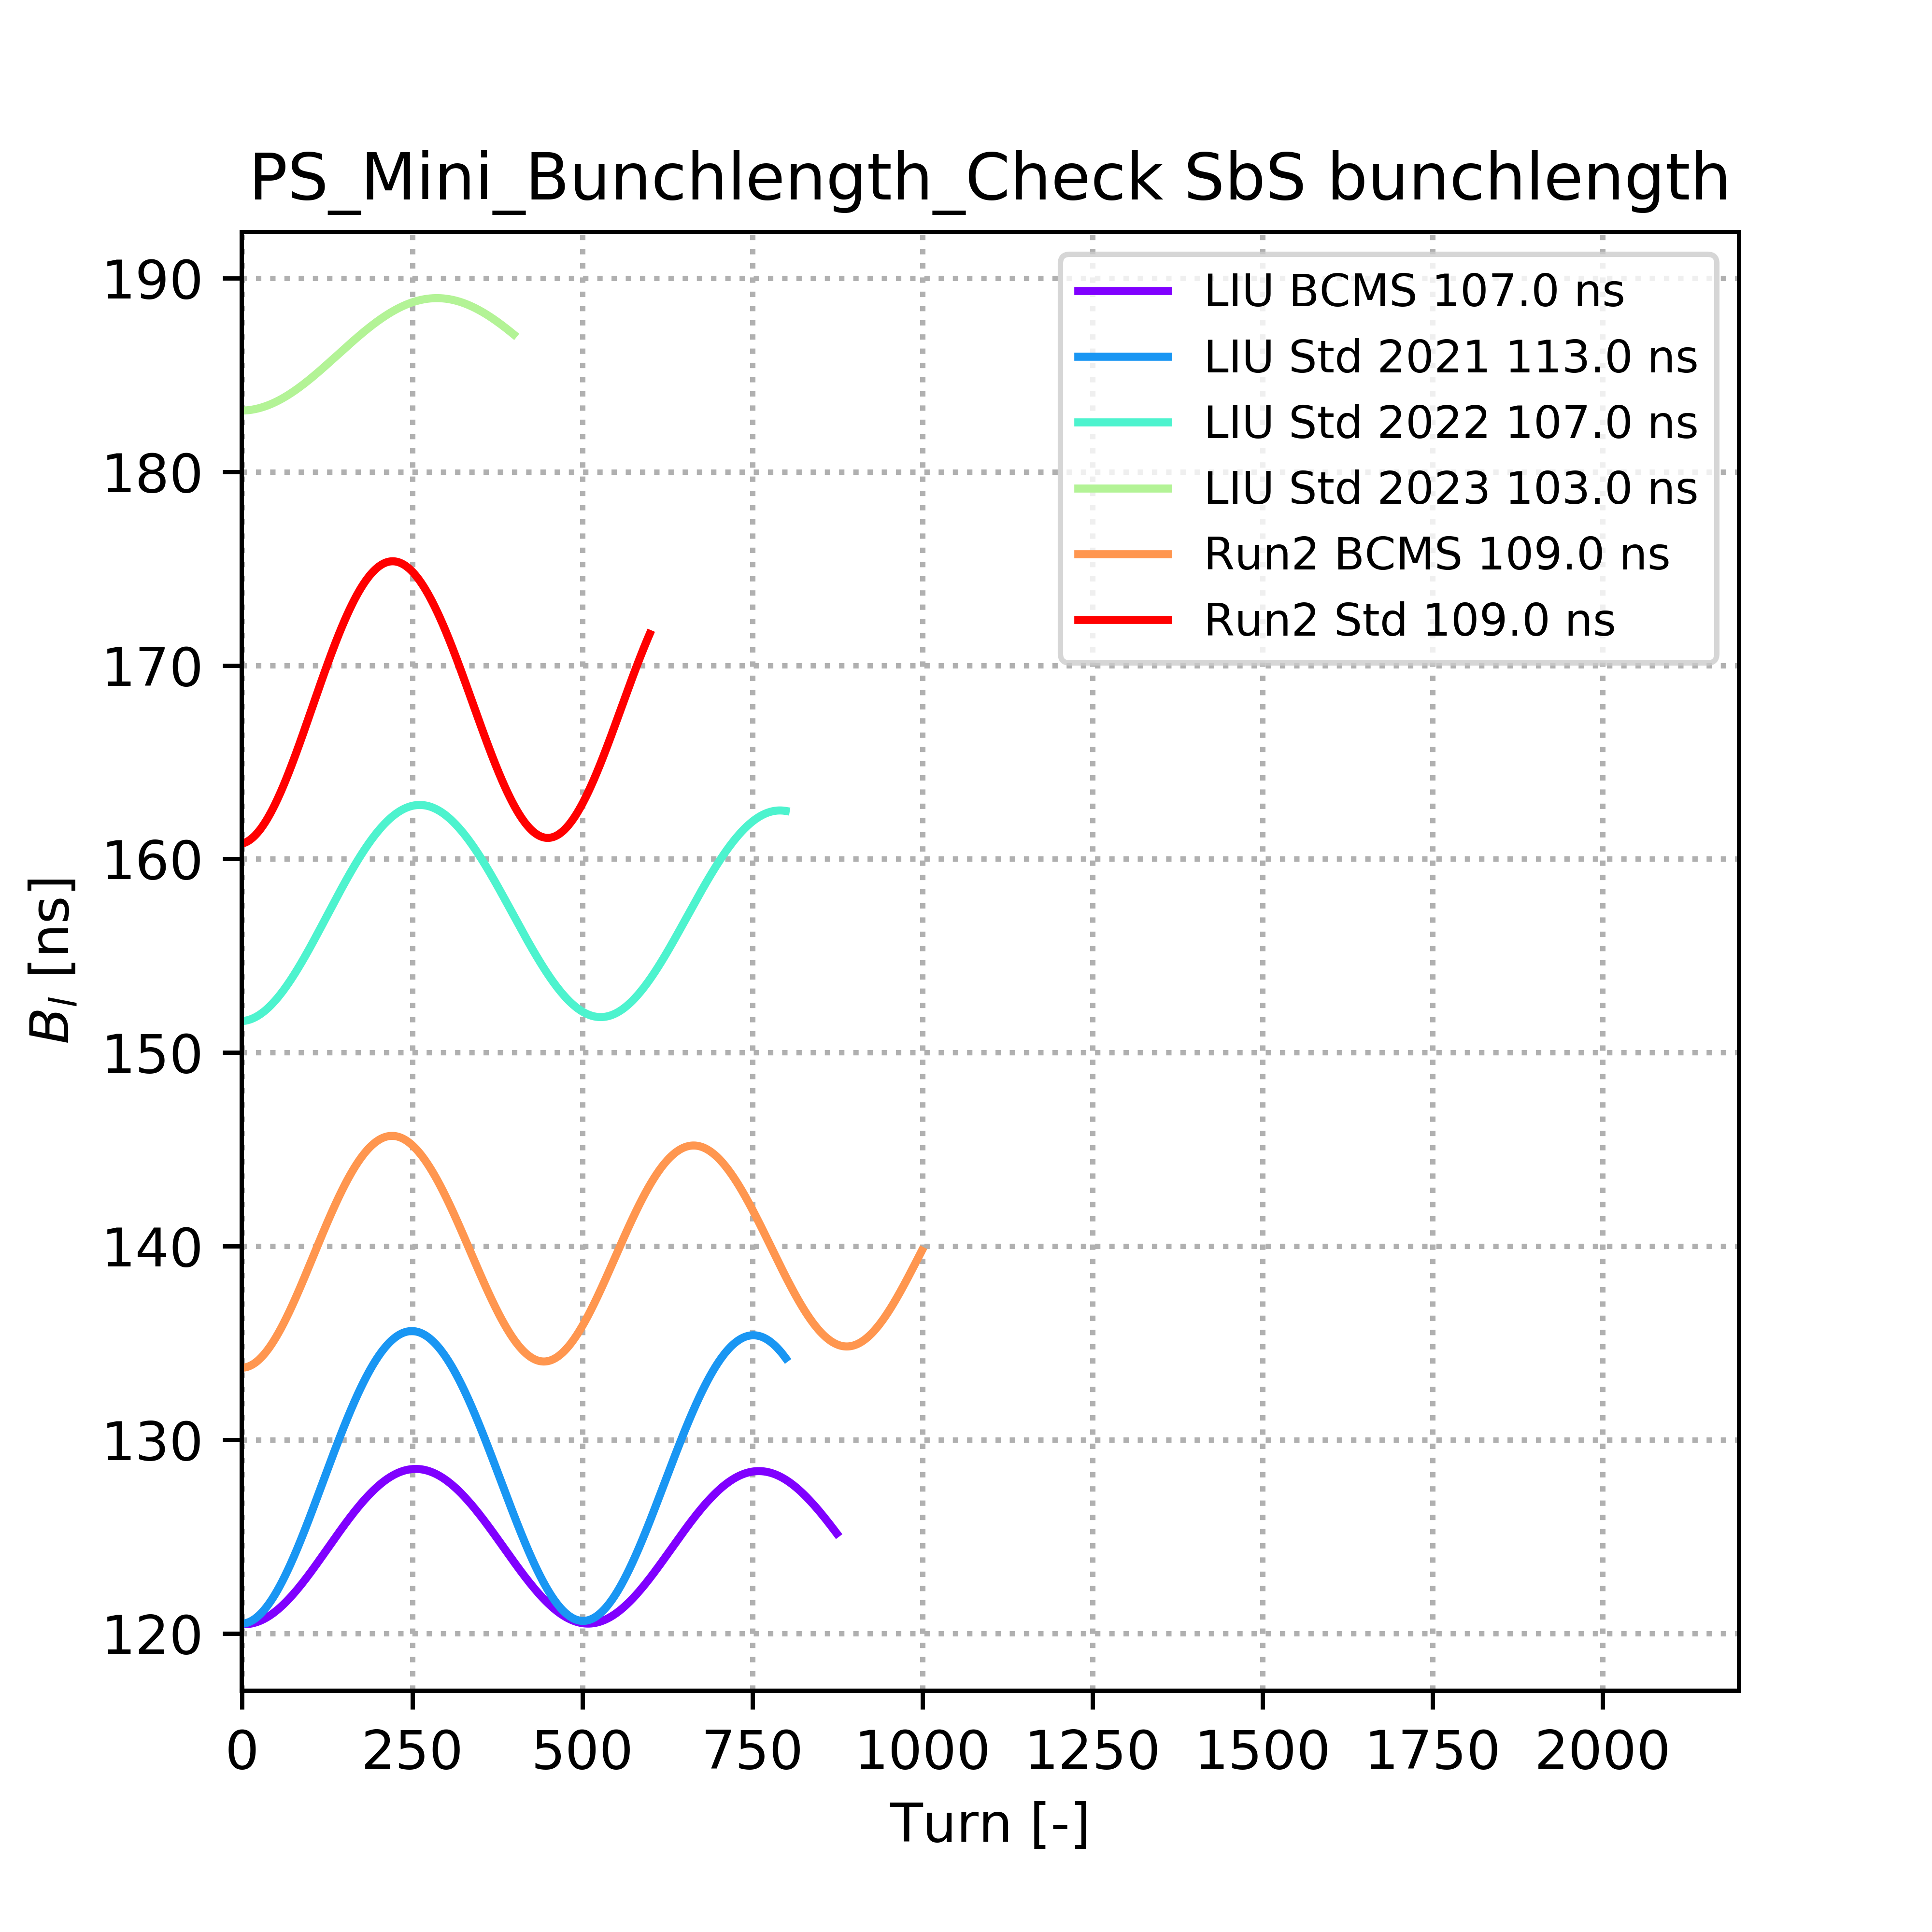 PS_Mini_Bunchlength_Check SbS bunchlength
190
180
170
160
150
140
130
120
B_l [ns]
LIU BCMS 107.0 ns
LIU Std 2021 113.0 ns
LIU Std 2022 107.0 ns
LIU Std 2023 103.0 ns
Run2 BCMS 109.0 ns
Run2 Std 109.0 ns
0 250 500 750 1000 1250 1500 1750 2000
Turn [-]